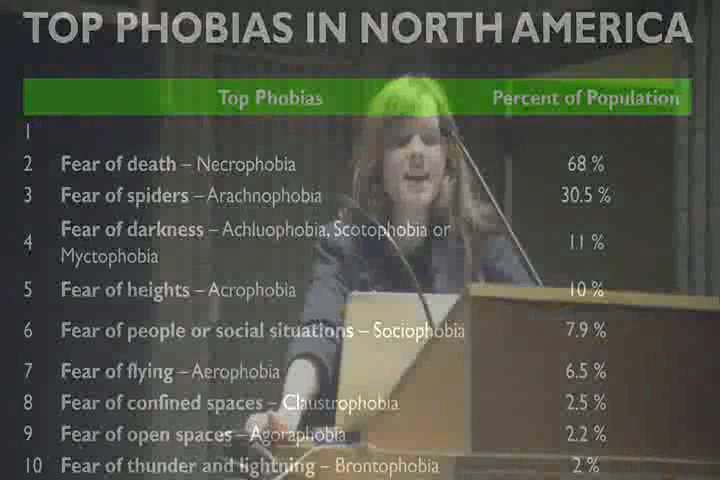 TOP PHOBIAS IN NORTH AMERICA
Top Phobias Percent of Population
1
2 Fear of death – Necrophobia 68 %
3 Fear of spiders – Arachnophobia 30.5 %
4 Fear of darkness – Achluophobia, Scotophobia or
Myctophobia 11 %
5 Fear of heights – Acrophobia 10 %
6 Fear of people or social situations – Sociophobia 7.9 %
7 Fear of flying – Aerophobia 6.5 %
8 Fear of confined spaces – Claustrophobia 2.5 %
9 Fear of open spaces – Agoraphobia 2.2 %
10 Fear of thunder and lightning – Brontophobia 2 %